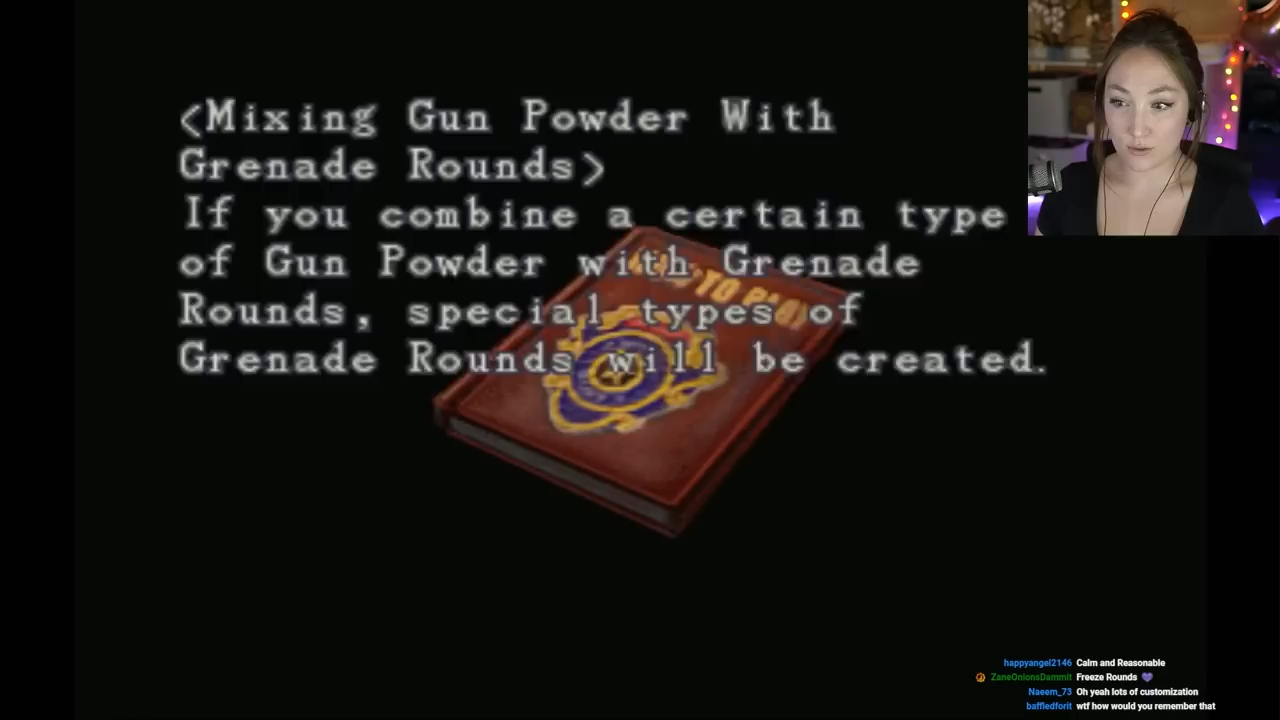 <Mixing Gun Powder With
Grenade Rounds>
If you combine a certain type
of Gun Powder with Grenade
Rounds, special types of
Grenade Rounds will be created.
TO PLAY
happyangel2146 Calm and Reasonable
ZaneOnionsDammit Freeze Rounds 💜
Naeem_73 Oh yeah lots of customization
baffledforit wtf how would you remember that